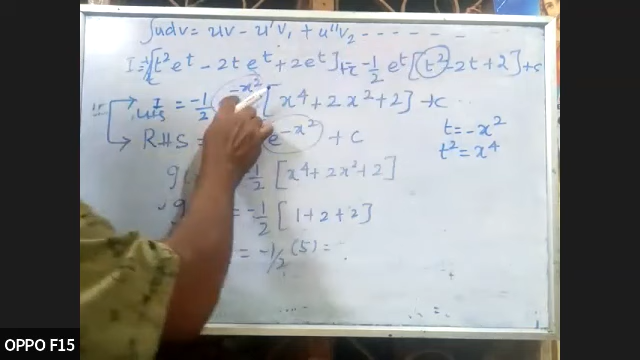 ∫udv = uv - u'v₁ + u''v₂ - - - - - -
I = -½[t²eᵗ - 2teᵗ + 2eᵗ] + c = -½ eᵗ[t² - 2t + 2] + c
I = -½ e^(-x²) [x⁴ + 2x² + 2] + c
LHS
RHS = e^(-x²) + c
t = -x²
t² = x⁴
g( -½ [x⁴ + 2x² + 2]
g = -½ [1 + 2 + 2]
= -½ (5) =
OPPO F15